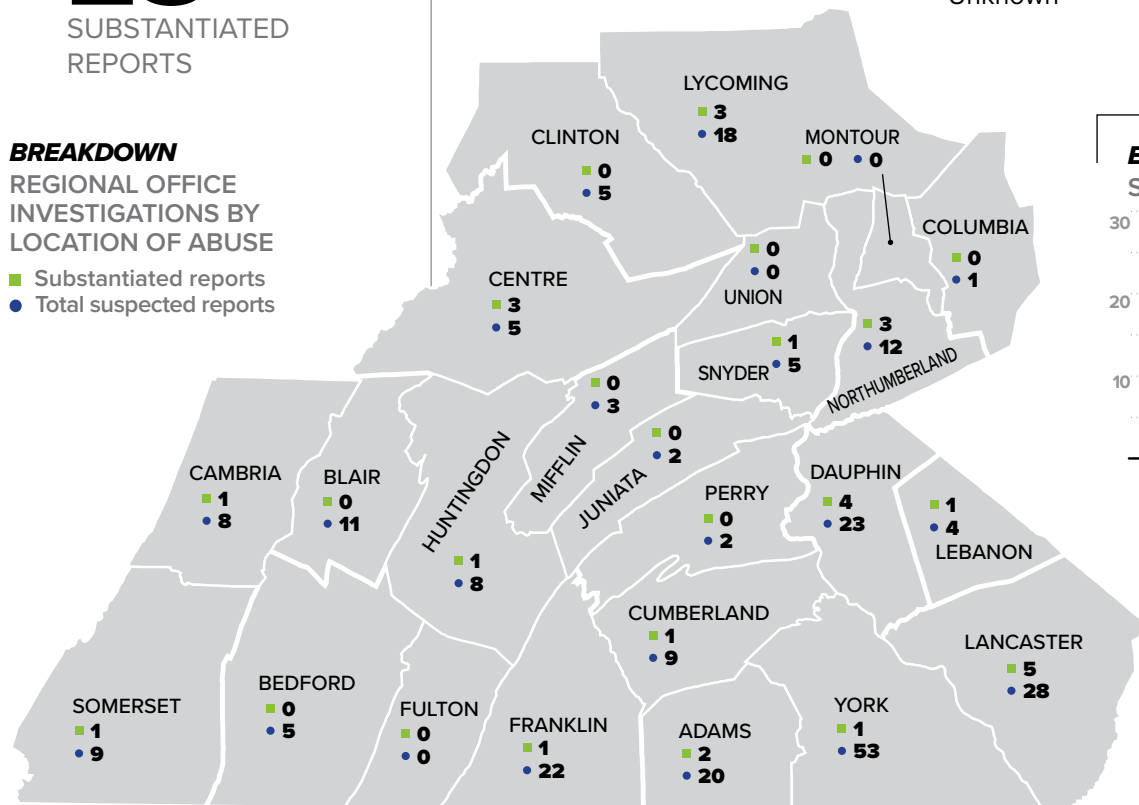 SUBSTANTIATED
REPORTS
BREAKDOWN
REGIONAL OFFICE
INVESTIGATIONS BY
LOCATION OF ABUSE
Substantiated reports
Total suspected reports
LYCOMING
3
18
CLINTON
0
5
MONTOUR
0 0
COLUMBIA
0
1
CENTRE
3
5
0
0
UNION
1
SNYDER 5
3
12
NORTHUMBERLAND
0
3
MIFFLIN
0
2
JUNIATA
CAMBRIA
1
8
BLAIR
0
11
HUNTINGDON
1
8
PERRY
0
2
DAUPHIN
4
23
1
4
LEBANON
CUMBERLAND
1
9
LANCASTER
5
28
SOMERSET
1
9
BEDFORD
0
5
FULTON
0
0
FRANKLIN
1
22
ADAMS
2
20
YORK
1
53
30
20
10